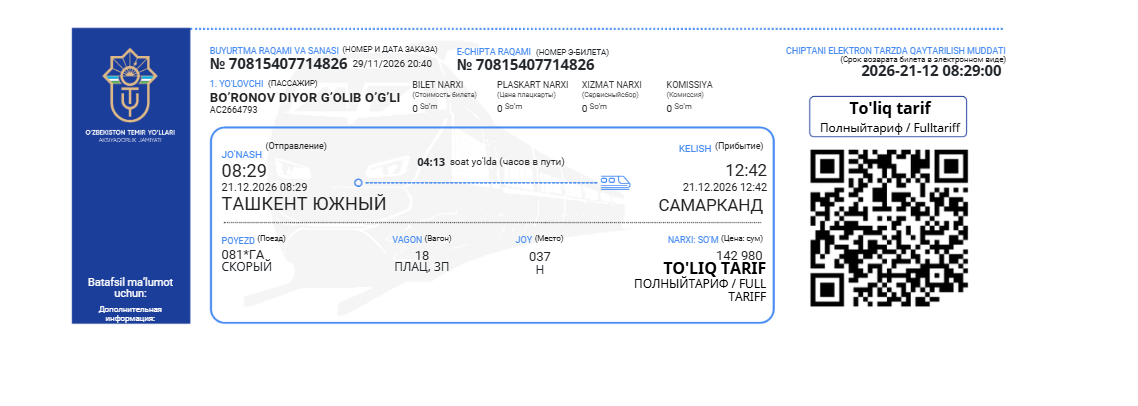 O'ZBEKISTON TEMIR YO'LLARI
AKSIYADORLIK JAMIYATI
Batafsil ma'lumot
uchun:
Дополнительная
информация:
BUYURTMA RAQAMI VA SANASI (НОМЕР И ДАТА ЗАКАЗА)
№ 70815407714826 29/11/2026 20:40
E-CHIPTA RAQAMI (НОМЕР Э-БИЛЕТА)
№ 70815407714826
CHIPTANI ELEKTRON TARZDA QAYTARILISH MUDDATI
(Срок возврата билета в электронном виде)
2026-21-12 08:29:00
1. YO'LOVCHI (ПАССАЖИР)
BO'RONOV DIYOR G'OLIB O'G'LI
AC2664793
BILET NARXI
(Стоимость билета)
0 So'm
PLASKART NARXI
(Цена плацкарты)
0 So'm
XIZMAT NARXI
(Сервисныйсбор)
0 So'm
KOMISSIYA
(Комиссия)
0 So'm
To'liq tarif
Полныйтариф / Fulltariff
JO'NASH (Отправление)
08:29
21.12.2026 08:29
ТАШКЕНТ ЮЖНЫЙ
04:13 soat yo'lda (часов в пути)
KELISH (Прибытие)
12:42
21.12.2026 12:42
САМАРКАНД
POYEZD (Поезд)
081*ГА
СКОРЫЙ
VAGON (Вагон)
18
ПЛАЦ, ЗП
JOY (Место)
037
Н
NARXI: SO'M (Цена: сум)
142 980
TO'LIQ TARIF
ПОЛНЫЙТАРИФ / FULL
TARIFF